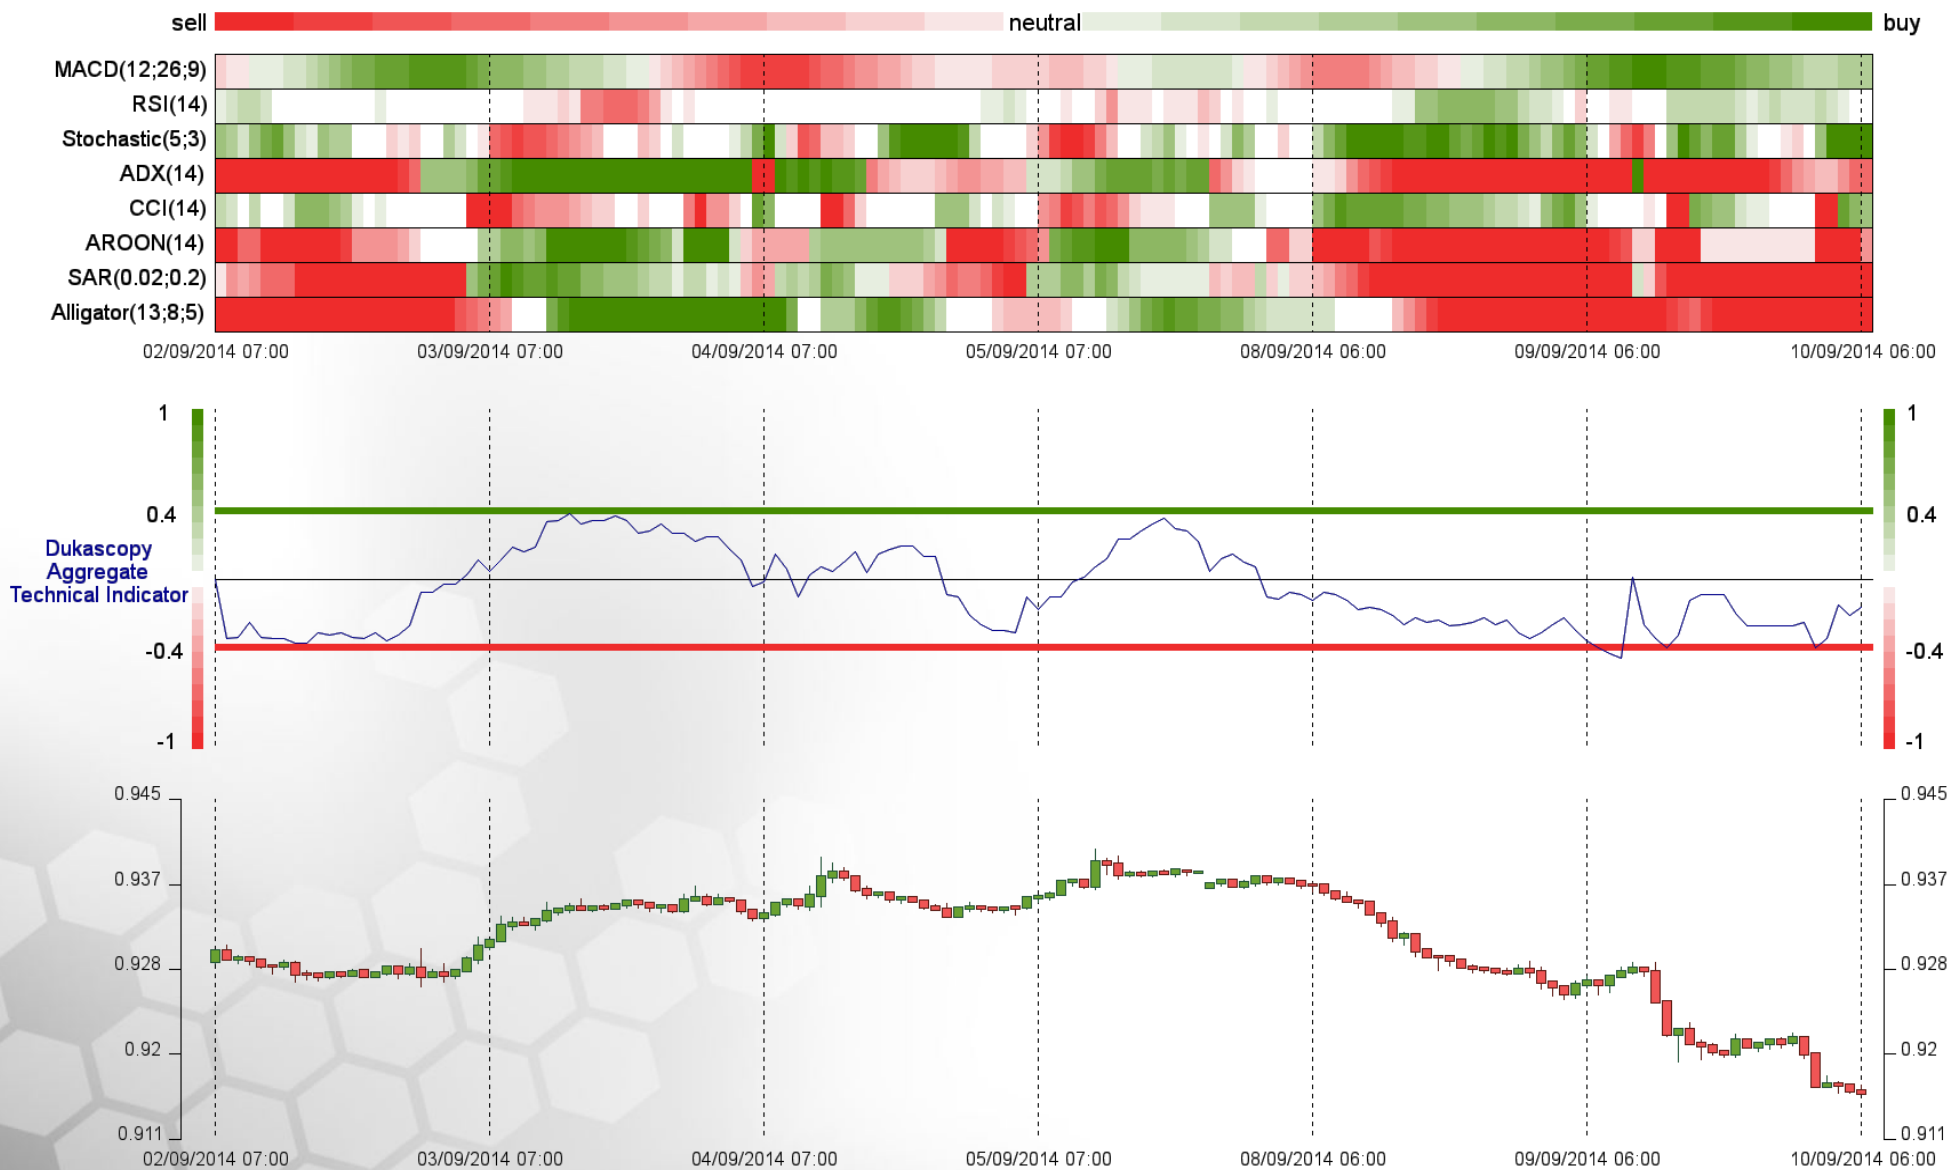 sell neutral buy
MACD(12;26;9)
RSI(14)
Stochastic(5;3)
ADX(14)
CCI(14)
AROON(14)
SAR(0.02;0.2)
Alligator(13;8;5)
02/09/2014 07:00 03/09/2014 07:00 04/09/2014 07:00 05/09/2014 07:00 08/09/2014 06:00 09/09/2014 06:00 10/09/2014 06:00
1 1
0.4 0.4
Dukascopy
Aggregate
Technical Indicator
-0.4 -0.4
-1 -1
0.945 0.945
0.937 0.937
0.928 0.928
0.92 0.92
0.911 0.911
02/09/2014 07:00 03/09/2014 07:00 04/09/2014 07:00 05/09/2014 07:00 08/09/2014 06:00 09/09/2014 06:00 10/09/2014 06:00